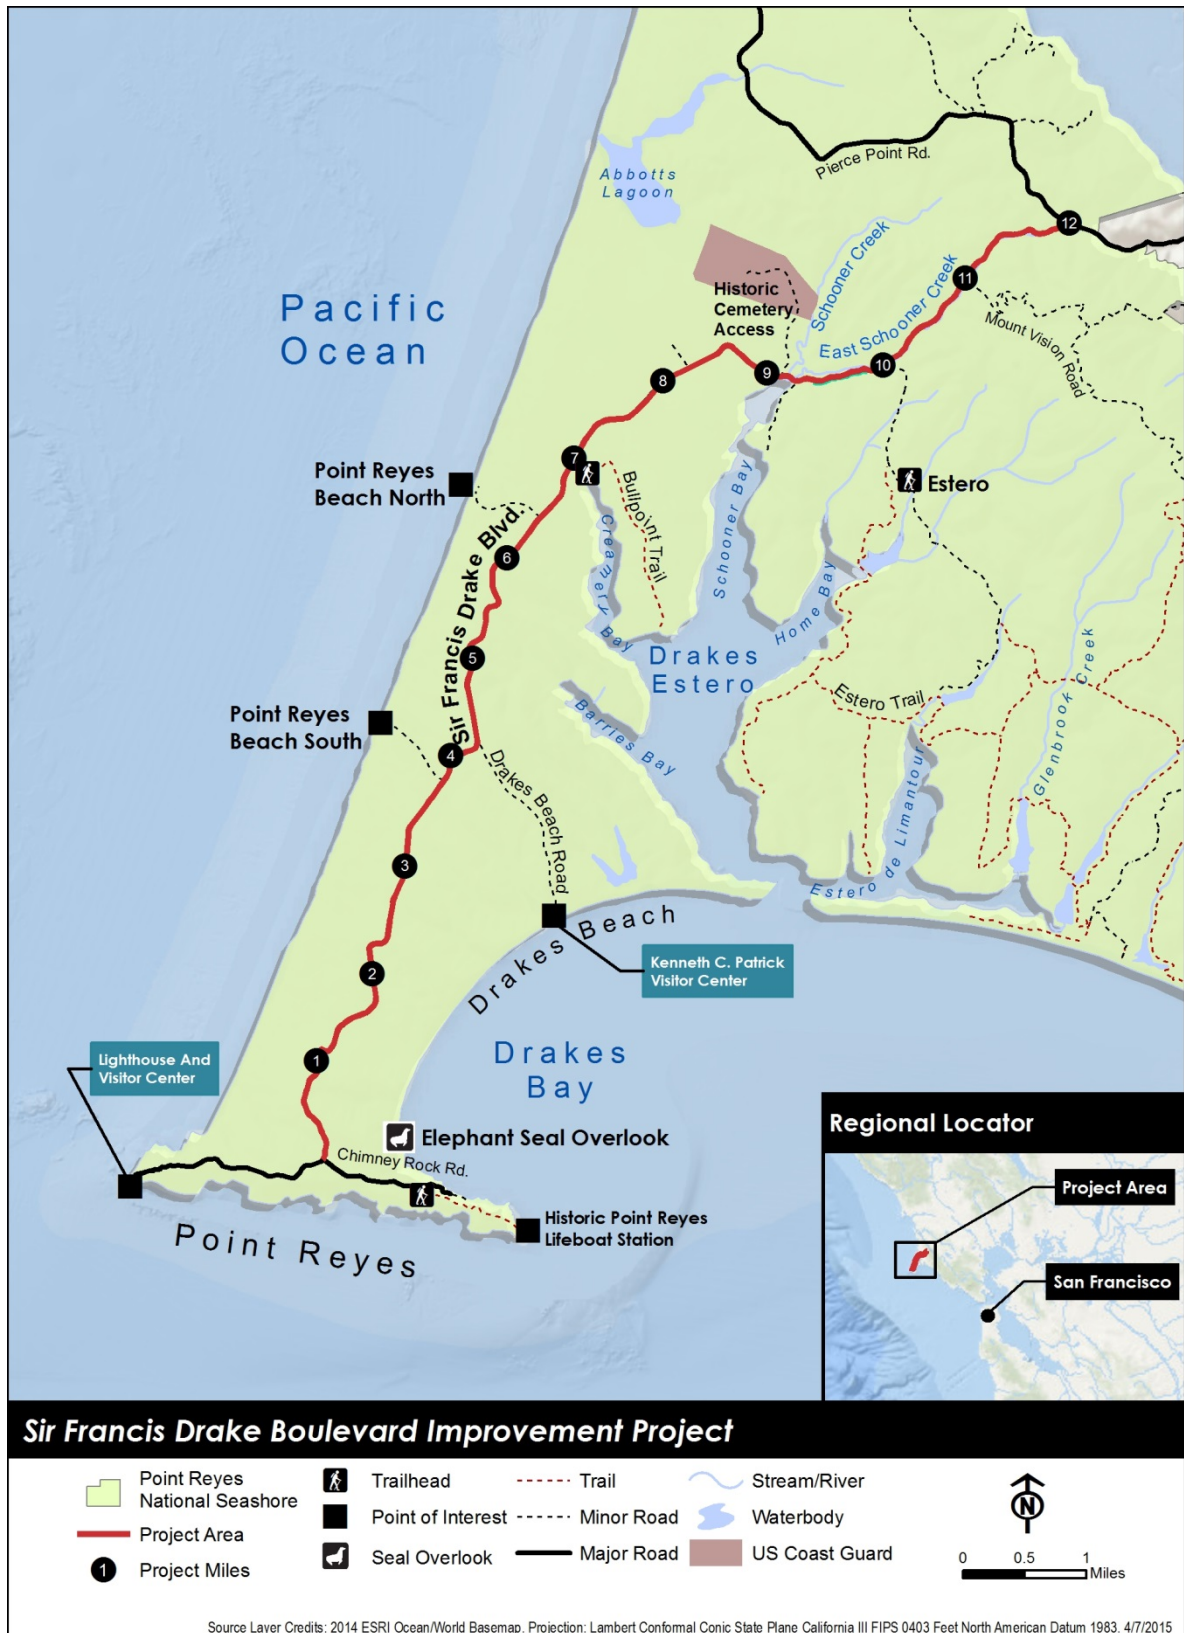 Abbotts
Lagoon
Pierce Point Rd.
12
11
Schooner Creek
Historic
Cemetery
Access
East Schooner Creek
Mount Vision Road
Pacific
Ocean
10
9
8
7
Point Reyes
Beach North
Bullpoint Trail
Estero
Creamery Bay
Schooner Bay
Home Bay
6
Sir Francis Drake Blvd.
5
Drakes
Estero
Point Reyes
Beach South
Estero Trail
Glenbrook Creek
Barries Bay
4
Drakes Beach Road
Estero de Limantour
3
Drakes Beach
Kenneth C. Patrick
Visitor Center
2
Drakes
Bay
1
Lighthouse And
Visitor Center
Elephant Seal Overlook
Chimney Rock Rd.
Historic Point Reyes
Lifeboat Station
Point Reyes
Regional Locator
Project Area
San Francisco
Sir Francis Drake Boulevard Improvement Project
Point Reyes
National Seashore
Trailhead
Trail
Stream/River
Project Area
Point of Interest
Minor Road
Waterbody
1
Project Miles
Seal Overlook
Major Road
US Coast Guard
N
0 0.5 1
Miles
Source Layer Credits: 2014 ESRI Ocean/World Basemap. Projection: Lambert Conformal Conic State Plane California III FIPS 0403 Feet North American Datum 1983. 4/7/2015